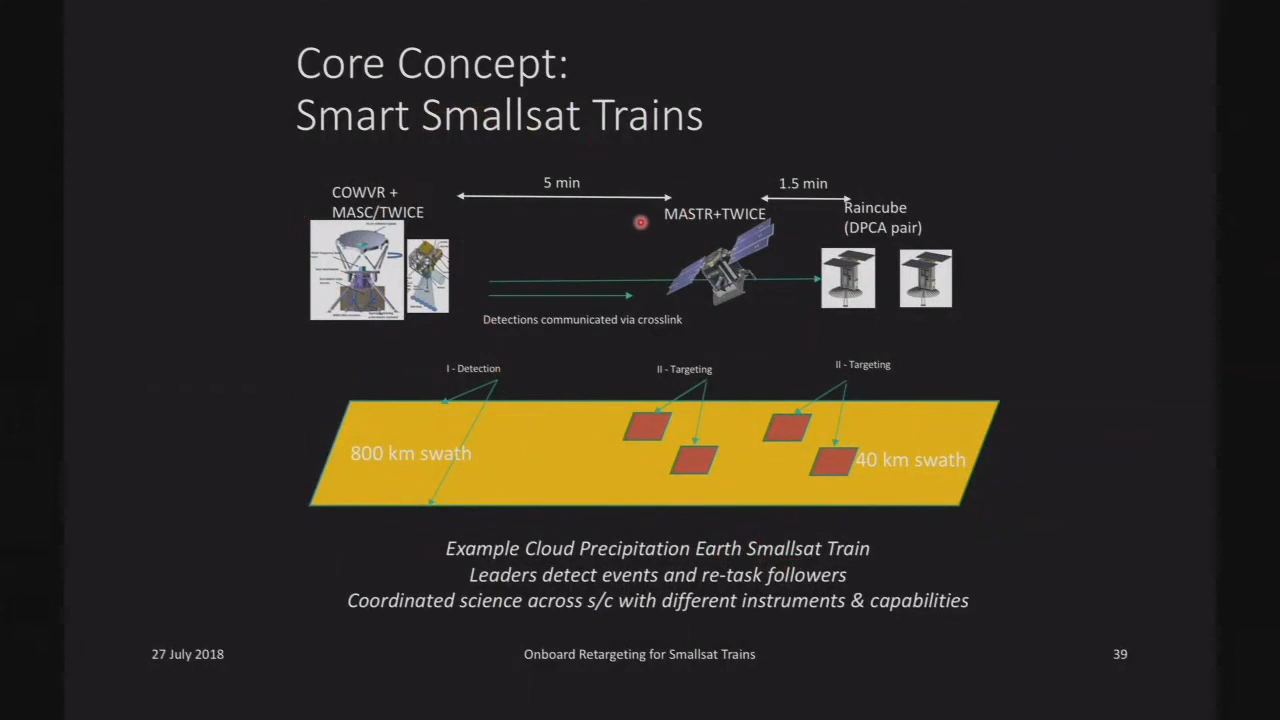 Core Concept:
Smart Smallsat Trains
COWVR +
MASC/TWICE
5 min
MASTR+TWICE
1.5 min
Raincube
(DPCA pair)
Detections communicated via crosslink
I - Detection
II - Targeting
II - Targeting
800 km swath
40 km swath
Example Cloud Precipitation Earth Smallsat Train
Leaders detect events and re-task followers
Coordinated science across s/c with different instruments & capabilities
27 July 2018
Onboard Retargeting for Smallsat Trains
39